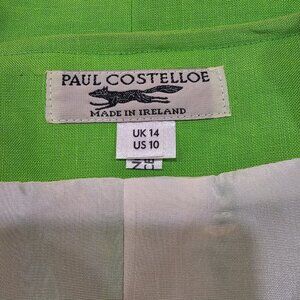 PAUL COSTELLOE
MADE IN IRELAND
UK 14
US 10